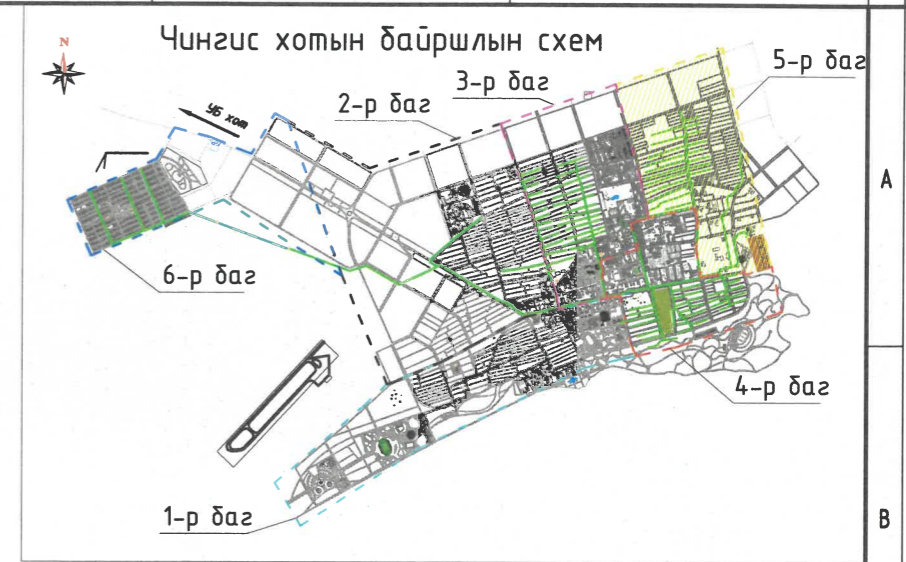 Чингис хотын байршлын схем
N
УБ хот
2-р баг
3-р баг
5-р баг
6-р баг
4-р баг
1-р баг
A
B